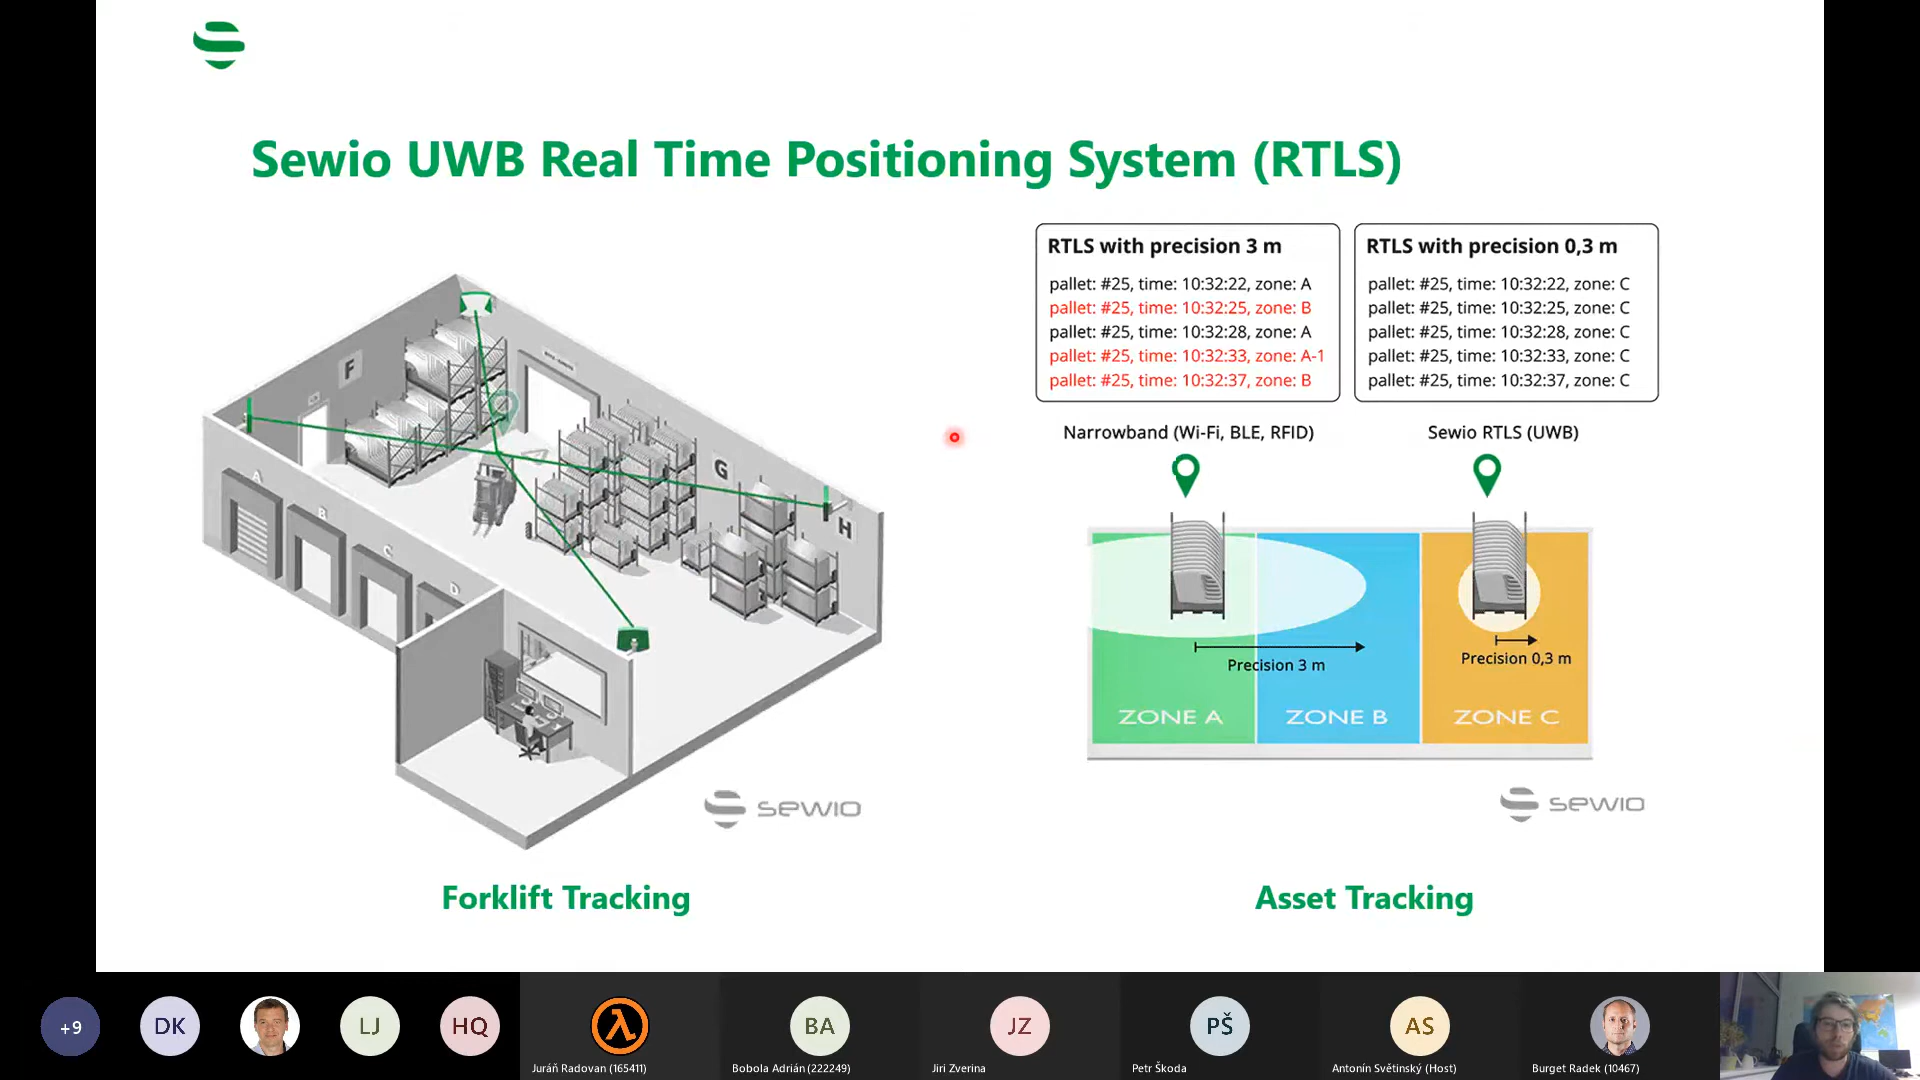 Sewio UWB Real Time Positioning System (RTLS)
RTLS with precision 3 m
pallet: #25, time: 10:32:22, zone: A
pallet: #25, time: 10:32:25, zone: B
pallet: #25, time: 10:32:28, zone: A
pallet: #25, time: 10:32:33, zone: A-1
pallet: #25, time: 10:32:37, zone: B
RTLS with precision 0,3 m
pallet: #25, time: 10:32:22, zone: C
pallet: #25, time: 10:32:25, zone: C
pallet: #25, time: 10:32:28, zone: C
pallet: #25, time: 10:32:33, zone: C
pallet: #25, time: 10:32:37, zone: C
Narrowband (Wi-Fi, BLE, RFID)
Sewio RTLS (UWB)
F
G
H
A
B
C
D
Precision 3 m
Precision 0,3 m
ZONE A
ZONE B
ZONE C
sewio
sewio
Forklift Tracking
Asset Tracking
+9
DK
LJ
HQ
BA
JZ
PŠ
AS
Juráň Radovan (165411)
Bobola Adrián (222249)
Jiri Zverina
Petr Škoda
Antonín Světinský (Host)
Burget Radek (10467)